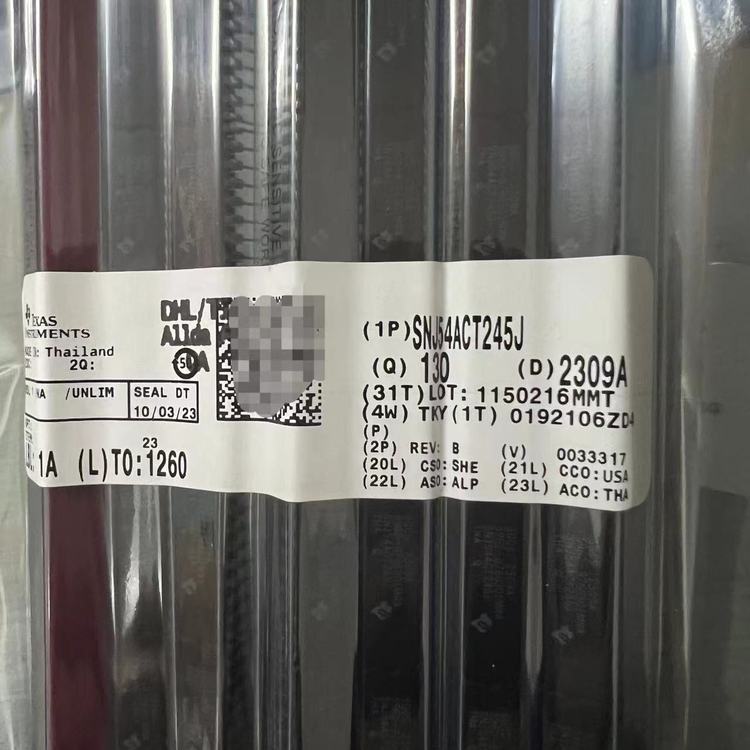 TEXAS
INSTRUMENTS
Thailand
2Q:
/UNLIM
SEAL DT
10/03/23
23
1A (L)TO:1260
DHL/
(1P)SNJ54ACT245J
(Q) 130 (D) 2309A
(31T)LOT: 1150216MMT
(4W) TKY(1T) 0192106ZD4
(P)
(2P) REV: B (V) 0033317
(20L) CSO:SHE (21L) CCO:USA
(22L) ASO:ALP (23L) ACO:THA
SENSITIVE